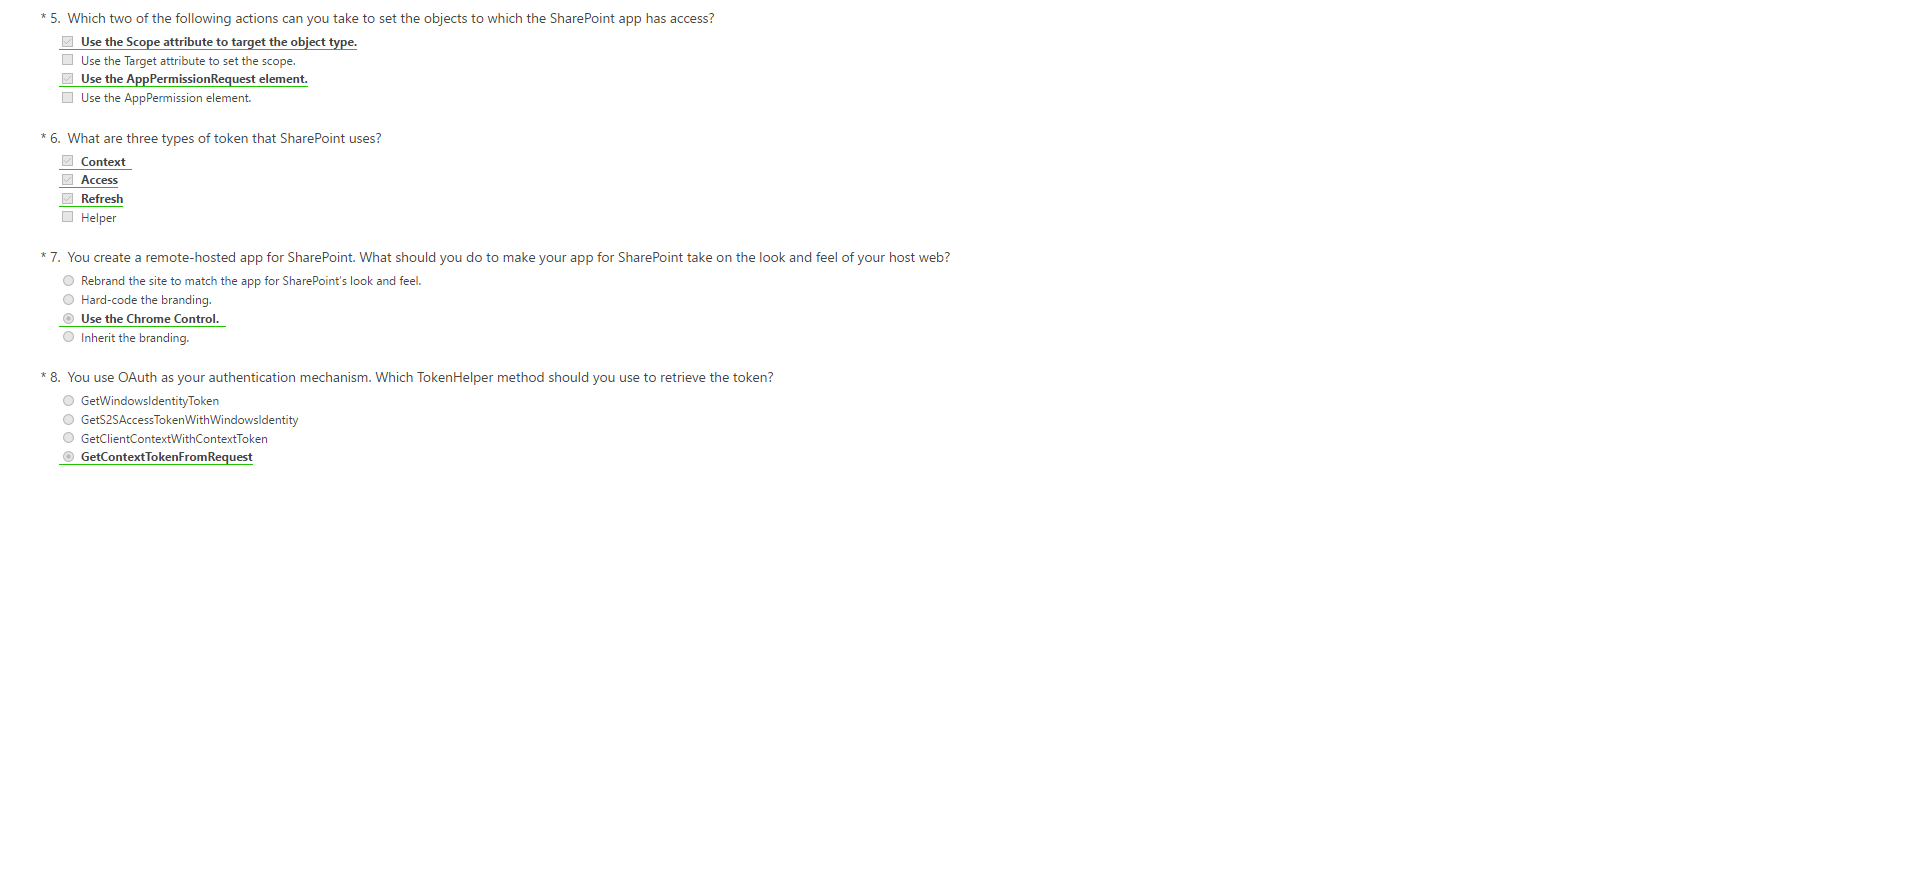 * 5. Which two of the following actions can you take to set the objects to which the SharePoint app has access?
Use the Scope attribute to target the object type.
Use the Target attribute to set the scope.
Use the AppPermissionRequest element.
Use the AppPermission element.
* 6. What are three types of token that SharePoint uses?
Context
Access
Refresh
Helper
* 7. You create a remote-hosted app for SharePoint. What should you do to make your app for SharePoint take on the look and feel of your host web?
Rebrand the site to match the app for SharePoint's look and feel.
Hard-code the branding.
Use the Chrome Control.
Inherit the branding.
* 8. You use OAuth as your authentication mechanism. Which TokenHelper method should you use to retrieve the token?
GetWindowsIdentityToken
GetS2SAccessTokenWithWindowsIdentity
GetClientContextWithContextToken
GetContextTokenFromRequest